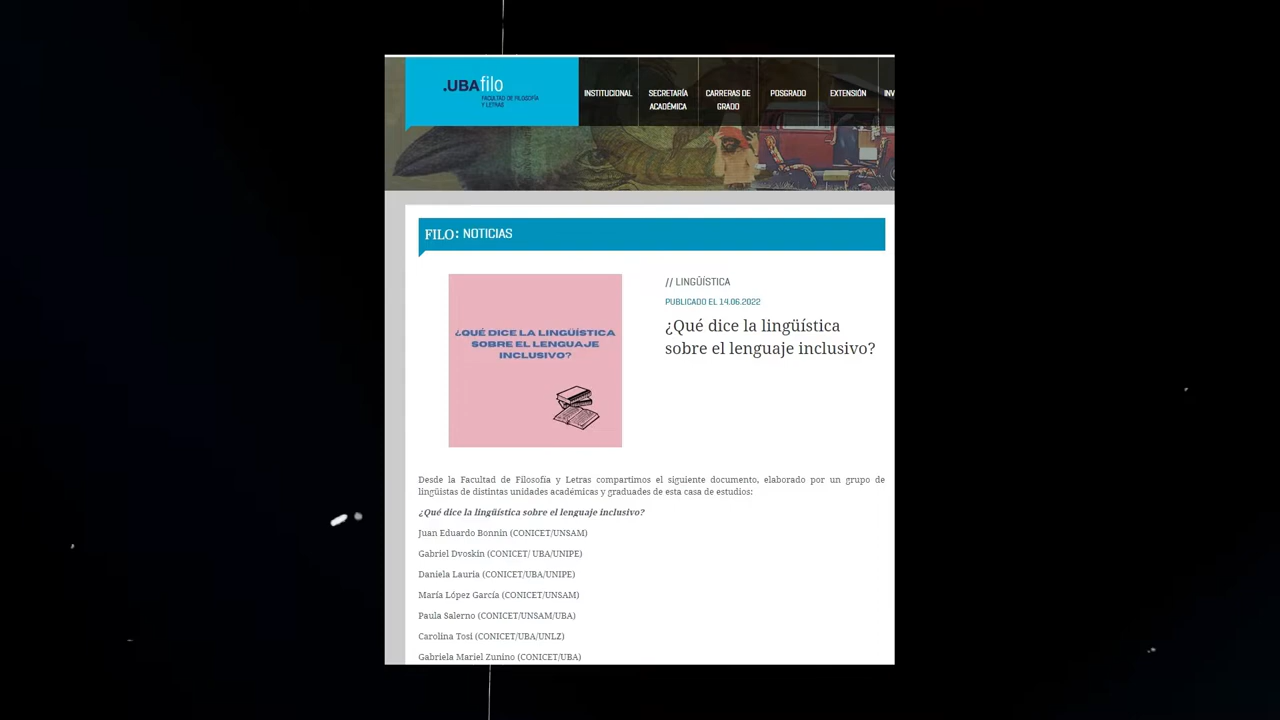 .UBAfilo
FACULTAD DE FILOSOFÍA
Y LETRAS
INSTITUCIONAL
SECRETARÍA
ACADÉMICA
CARRERAS DE
GRADO
POSGRADO
EXTENSIÓN
INV
FILO: NOTICIAS
¿QUÉ DICE LA LINGÜÍSTICA
SOBRE EL LENGUAJE
INCLUSIVO?
// LINGÜÍSTICA
PUBLICADO EL 14.06.2022
¿Qué dice la lingüística
sobre el lenguaje inclusivo?
Desde la Facultad de Filosofía y Letras compartimos el siguiente documento, elaborado por un grupo de
lingüistas de distintas unidades académicas y graduades de esta casa de estudios:
¿Qué dice la lingüística sobre el lenguaje inclusivo?
Juan Eduardo Bonnin (CONICET/UNSAM)
Gabriel Dvoskin (CONICET/ UBA/UNIPE)
Daniela Lauria (CONICET/UBA/UNIPE)
María López García (CONICET/UNSAM)
Paula Salerno (CONICET/UNSAM/UBA)
Carolina Tosi (CONICET/UBA/UNLZ)
Gabriela Mariel Zunino (CONICET/UBA)